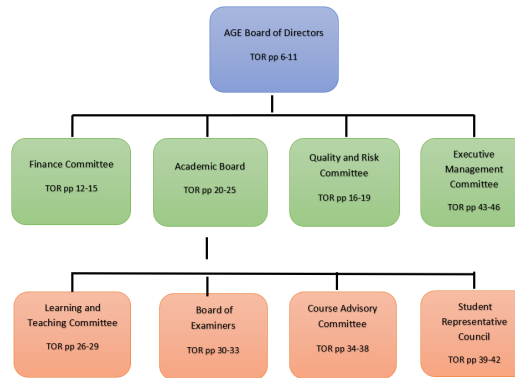 AGE Board of Directors
TOR pp 6-11
Finance Committee
TOR pp 12-15
Academic Board
TOR pp 20-25
Quality and Risk
Committee
TOR pp 16-19
Executive
Management
Committee
TOR pp 43-46
Learning and
Teaching Committee
TOR pp 26-29
Board of
Examiners
TOR pp 30-33
Course Advisory
Committee
TOR pp 34-38
Student
Representative
Council
TOR pp 39-42